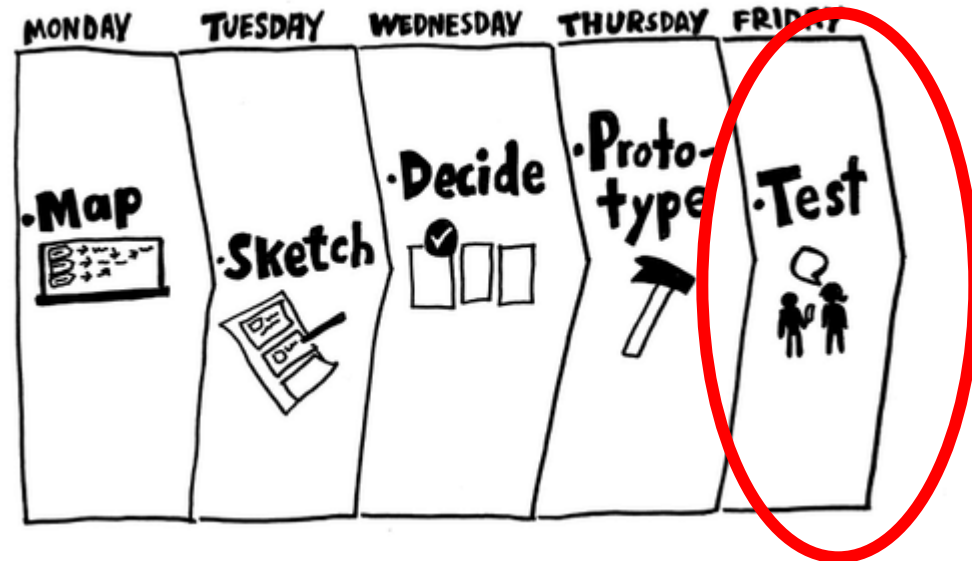 MONDAY TUESDAY WEDNESDAY THURSDAY FRIDAY
·Map
·Sketch
·Decide
·Proto-
type
·Test